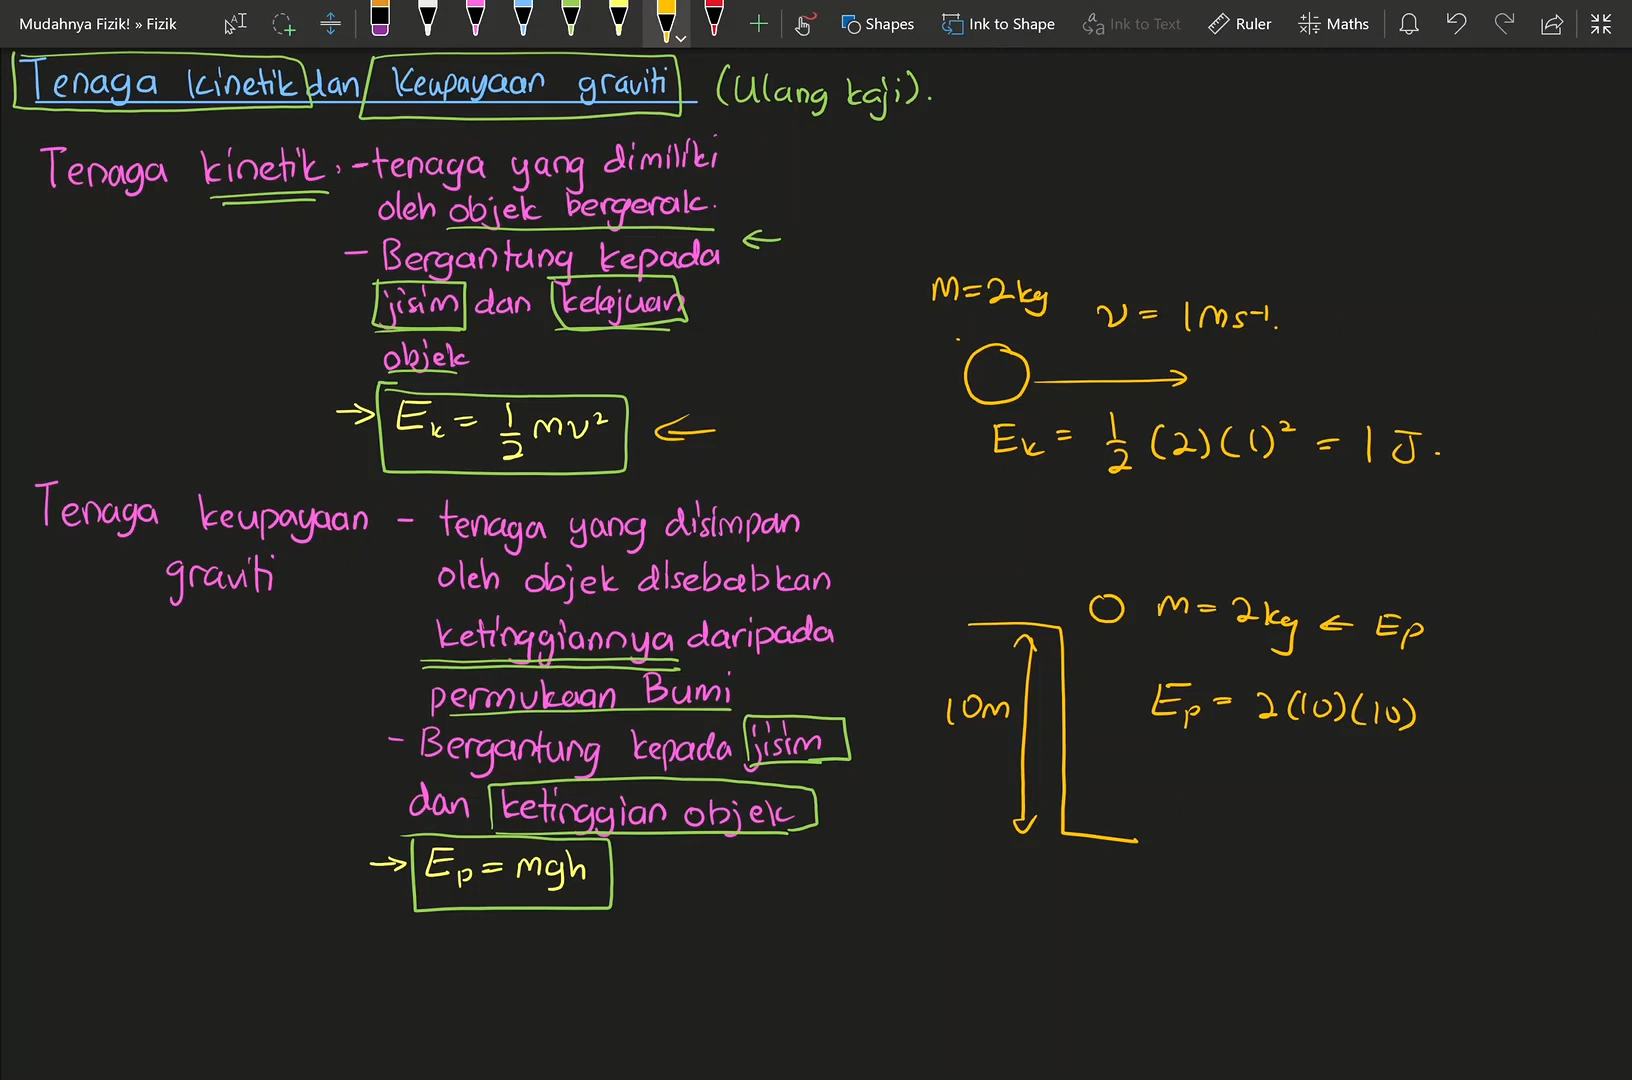 Mudahnya Fizik! » Fizik
Shapes
Ink to Shape
Ink to Text
Ruler
Maths
Tenaga kinetik dan keupayaan graviti (Ulang kaji).
Tenaga kinetik. - tenaga yang dimiliki
oleh objek bergerak.
- Bergantung kepada ←
jisim dan kelajuan
objek
→ Eₖ = 1/2 mv² ←
Tenaga keupayaan graviti - tenaga yang disimpan
oleh objek disebabkan
ketinggiannya daripada
permukaan Bumi
- Bergantung kepada jisim
dan ketinggian objek
→ Eₚ = mgh
M = 2kg
v = 1ms⁻¹.
Eₖ = 1/2 (2)(1)² = 1 J.
m = 2kg ← Eₚ
10m
Eₚ = 2(10)(10)